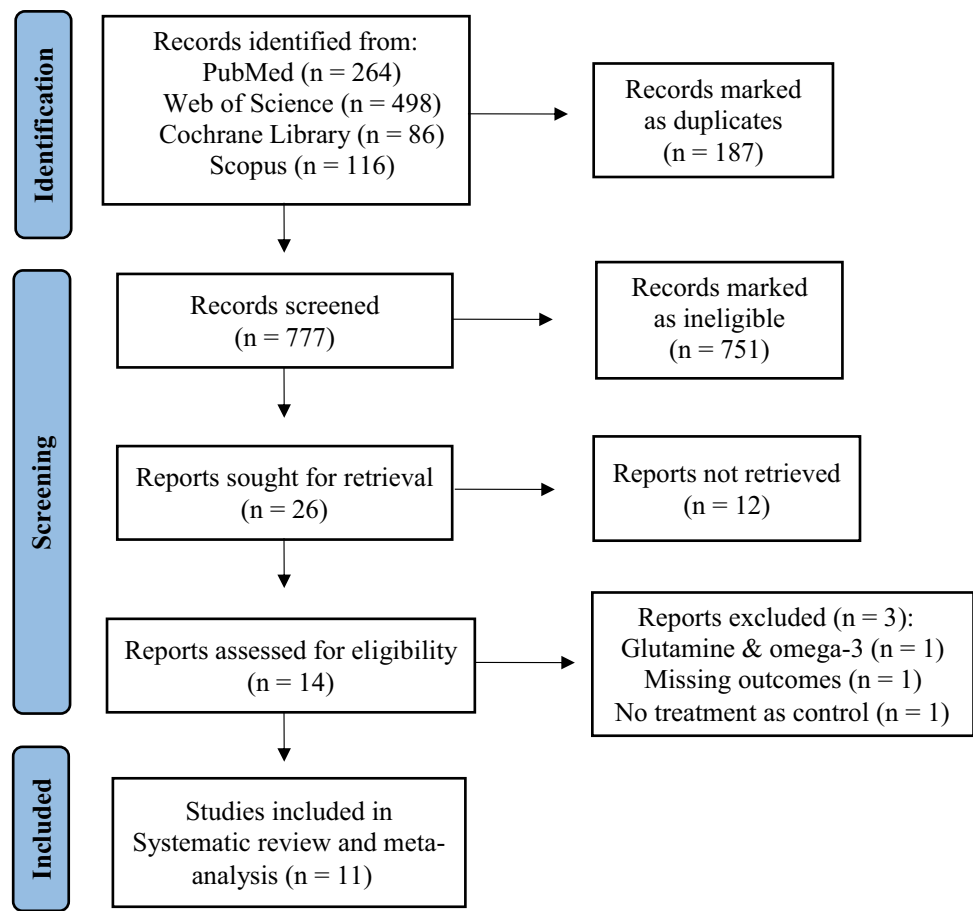 Identification
Records identified from:
PubMed (n = 264)
Web of Science (n = 498)
Cochrane Library (n = 86)
Scopus (n = 116)
Records marked
as duplicates
(n = 187)
Screening
Records screened
(n = 777)
Records marked
as ineligible
(n = 751)
Reports sought for retrieval
(n = 26)
Reports not retrieved
(n = 12)
Reports assessed for eligibility
(n = 14)
Reports excluded (n = 3):
Glutamine & omega-3 (n = 1)
Missing outcomes (n = 1)
No treatment as control (n = 1)
Included
Studies included in
Systematic review and meta-
analysis (n = 11)